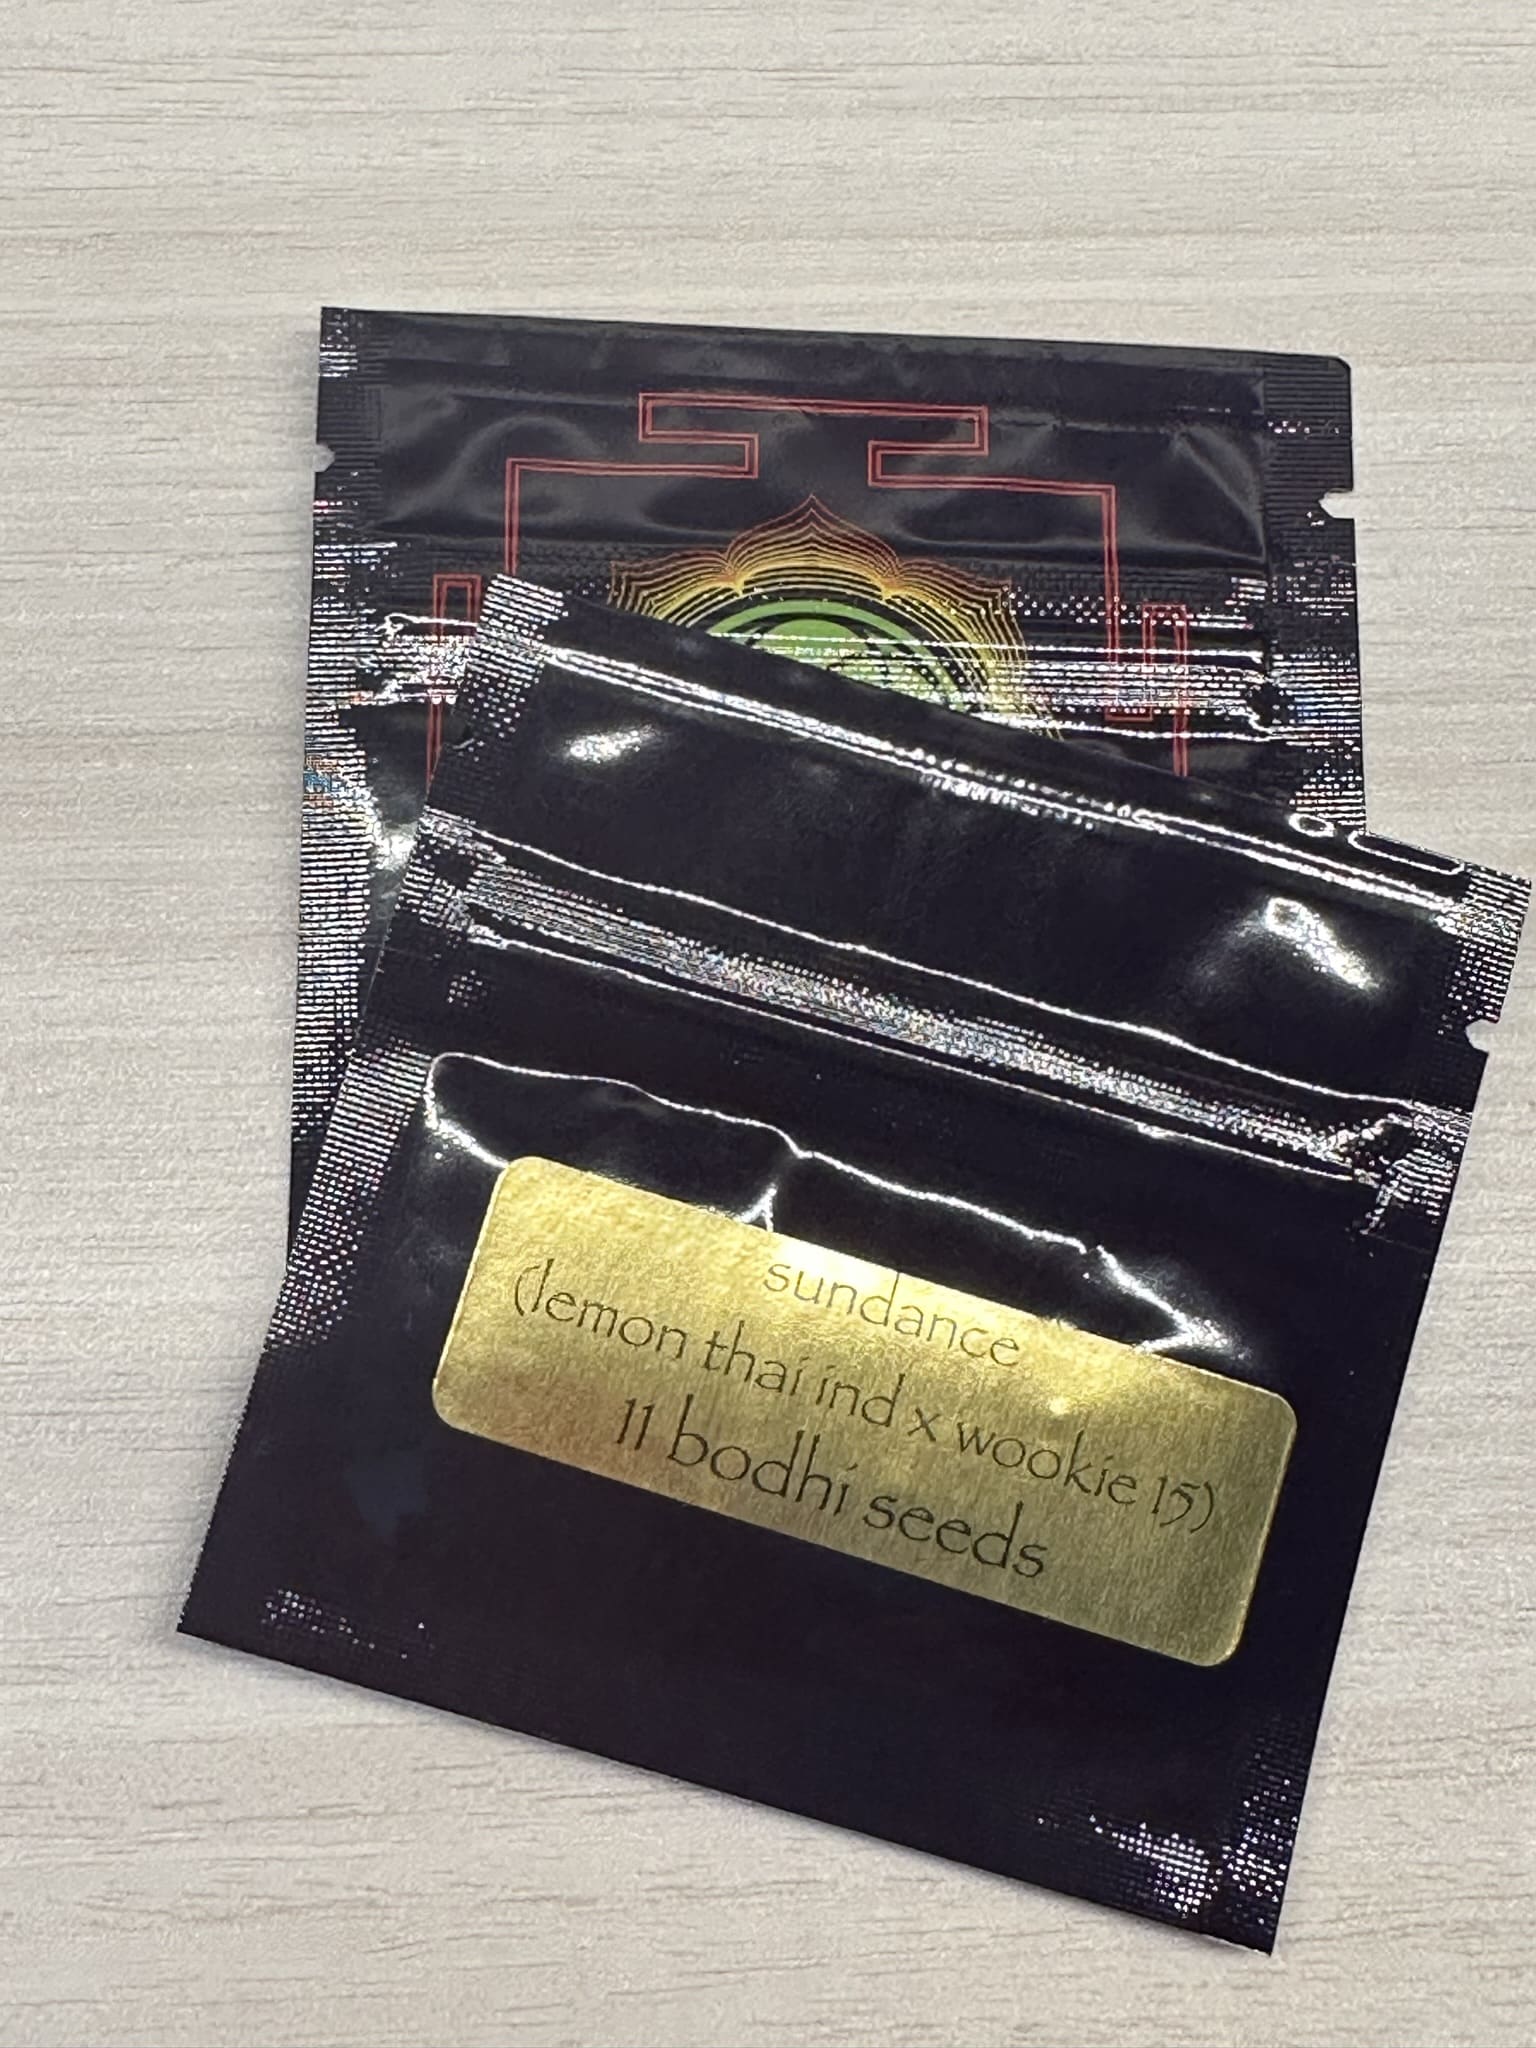 sundance
(lemon thai ind x wookie 15)
11 bodhi seeds